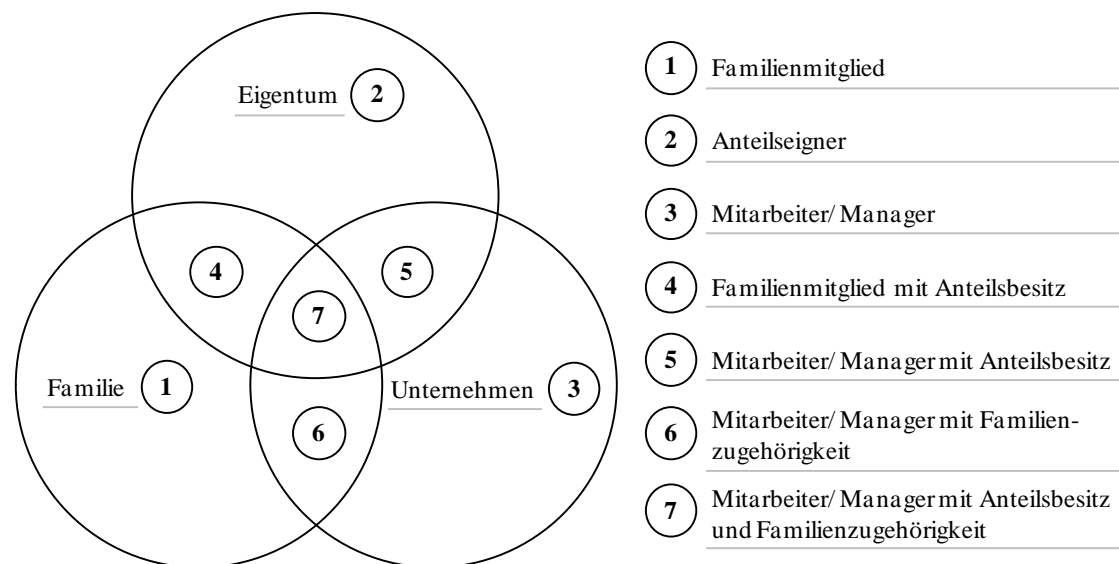 Eigentum 2
4
5
7
Familie 1
Unternehmen 3
6
1 Familienmitglied
2 Anteilseigner
3 Mitarbeiter/ Manager
4 Familienmitglied mit Anteilsbesitz
5 Mitarbeiter/ Manager mit Anteilsbesitz
6 Mitarbeiter/ Manager mit Familien-
zugehörigkeit
7 Mitarbeiter/ Manager mit Anteilsbesitz
und Familienzugehörigkeit